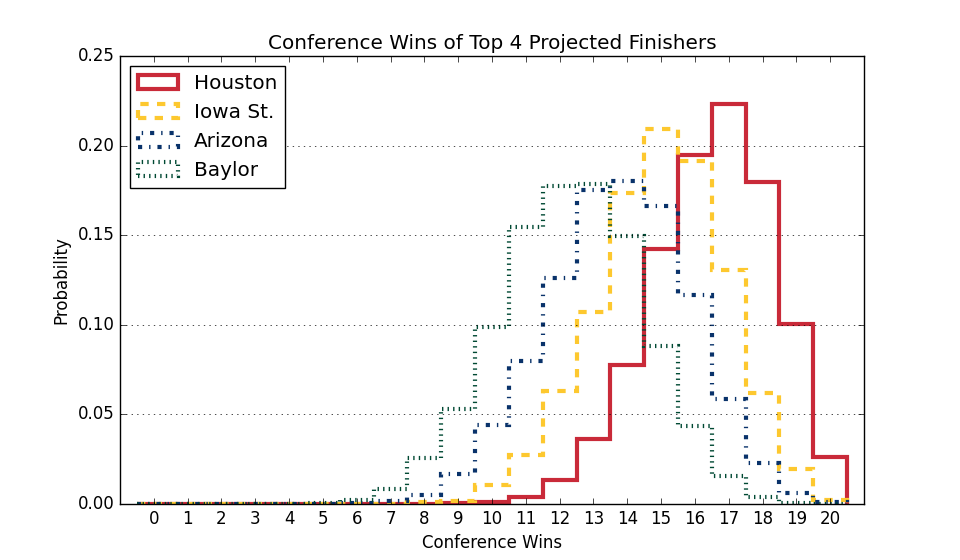 Conference Wins of Top 4 Projected Finishers
0.25
0.20
0.15
0.10
0.05
0.00
Probability
Houston
Iowa St.
Arizona
Baylor
0 1 2 3 4 5 6 7 8 9 10 11 12 13 14 15 16 17 18 19 20
Conference Wins